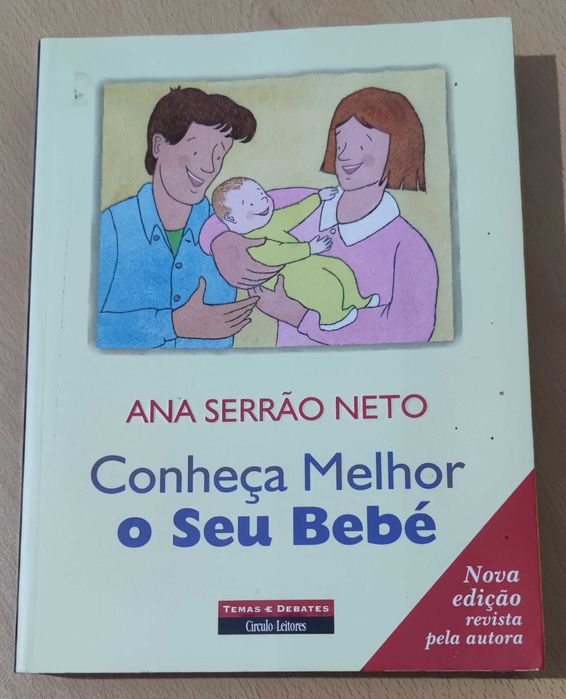 ANA SERRÃO NETO
Conheça Melhor
o Seu Bebé
Nova
edição
revista
pela autora
TEMAS E DEBATES
Círculo Leitores